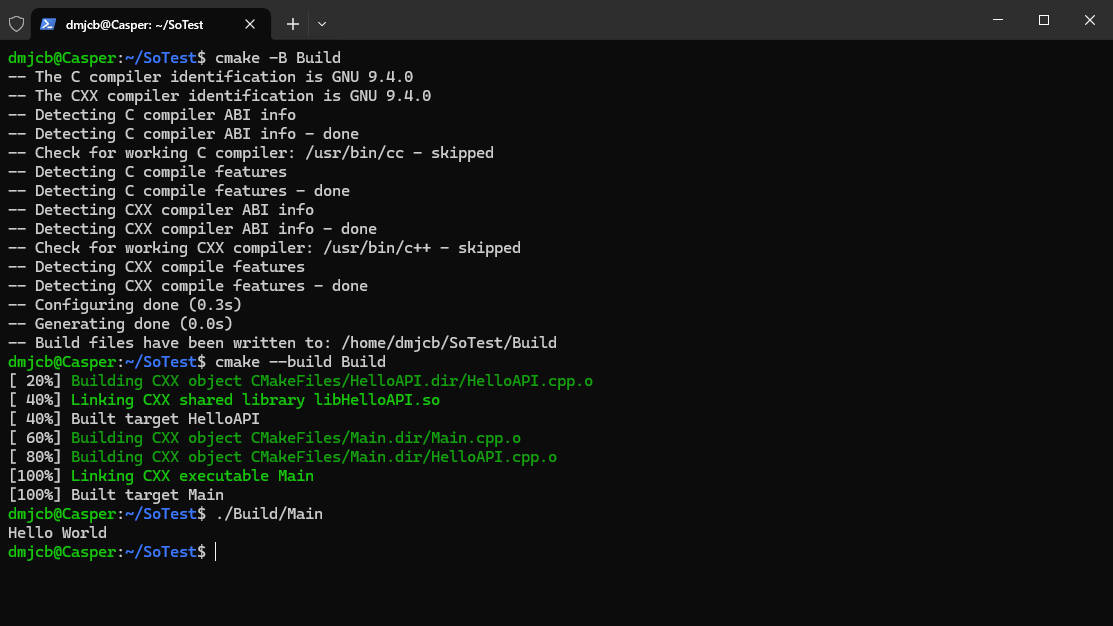 dmjcb@Casper: ~/SoTest
dmjcb@Casper:~/SoTest$ cmake -B Build
-- The C compiler identification is GNU 9.4.0
-- The CXX compiler identification is GNU 9.4.0
-- Detecting C compiler ABI info
-- Detecting C compiler ABI info - done
-- Check for working C compiler: /usr/bin/cc - skipped
-- Detecting C compile features
-- Detecting C compile features - done
-- Detecting CXX compiler ABI info
-- Detecting CXX compiler ABI info - done
-- Check for working CXX compiler: /usr/bin/c++ - skipped
-- Detecting CXX compile features
-- Detecting CXX compile features - done
-- Configuring done (0.3s)
-- Generating done (0.0s)
-- Build files have been written to: /home/dmjcb/SoTest/Build
dmjcb@Casper:~/SoTest$ cmake --build Build
[ 20%] Building CXX object CMakeFiles/HelloAPI.dir/HelloAPI.cpp.o
[ 40%] Linking CXX shared library libHelloAPI.so
[ 40%] Built target HelloAPI
[ 60%] Building CXX object CMakeFiles/Main.dir/Main.cpp.o
[ 80%] Building CXX object CMakeFiles/Main.dir/HelloAPI.cpp.o
[100%] Linking CXX executable Main
[100%] Built target Main
dmjcb@Casper:~/SoTest$ ./Build/Main
Hello World
dmjcb@Casper:~/SoTest$